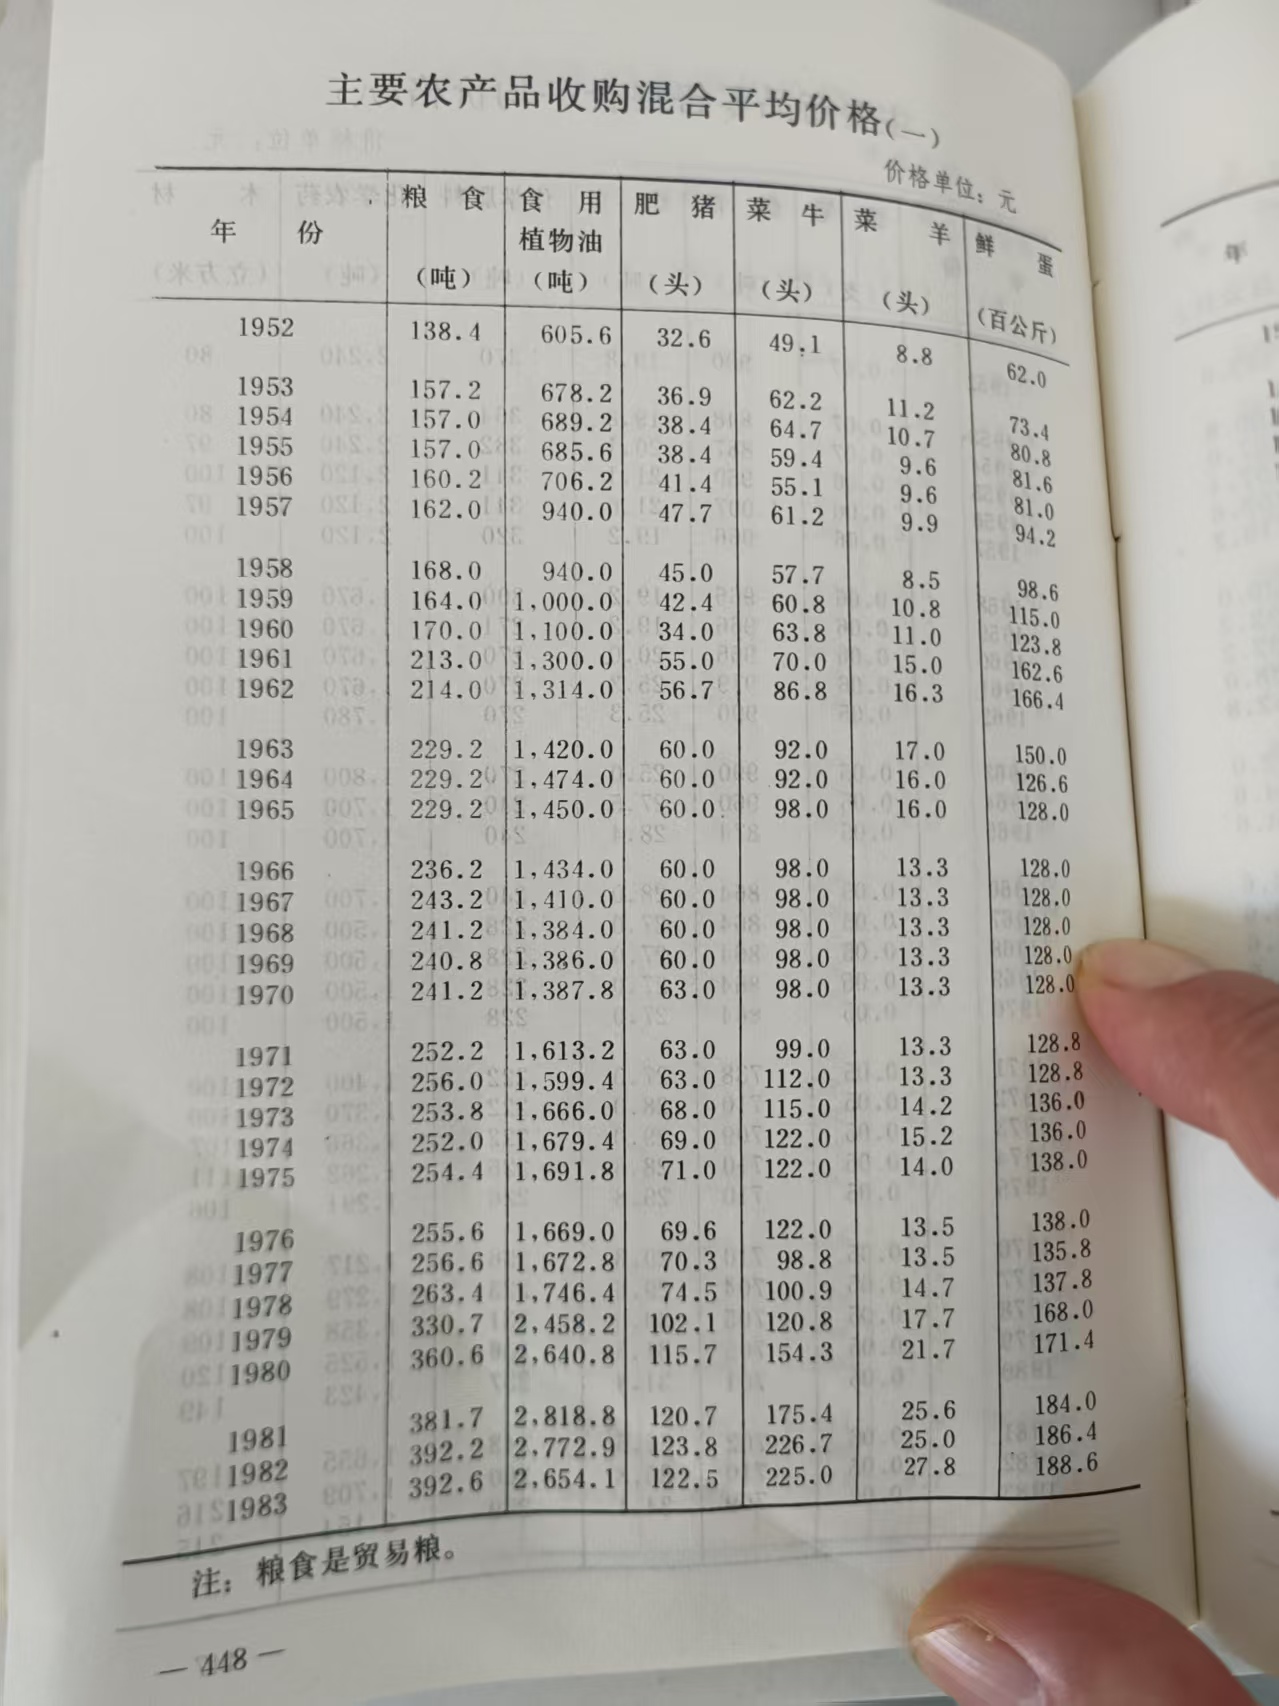 主要农产品收购混合平均价格(一)
价格单位:元
年 份 粮 食 (吨) 食 用 植物油 (吨) 肥 猪 (头) 菜 牛 (头) 菜 羊 (头) 鲜 蛋 (百公斤)
1952 138.4 605.6 32.6 49.1 8.8 62.0
1953 157.2 678.2 36.9 62.2 11.2 73.4
1954 157.0 689.2 38.4 64.7 10.7 80.8
1955 157.0 685.6 38.4 59.4 9.6 81.6
1956 160.2 706.2 41.4 55.1 9.6 81.0
1957 162.0 940.0 47.7 61.2 9.9 94.2
1958 168.0 940.0 45.0 57.7 8.5 98.6
1959 164.0 1,000.0 42.4 60.8 10.8 115.0
1960 170.0 1,100.0 34.0 63.8 11.0 123.8
1961 213.0 1,300.0 55.0 70.0 15.0 162.6
1962 214.0 1,314.0 56.7 86.8 16.3 166.4
1963 229.2 1,420.0 60.0 92.0 17.0 150.0
1964 229.2 1,474.0 60.0 92.0 16.0 126.6
1965 229.2 1,450.0 60.0 98.0 16.0 128.0
1966 236.2 1,434.0 60.0 98.0 13.3 128.0
1967 243.2 1,410.0 60.0 98.0 13.3 128.0
1968 241.2 1,384.0 60.0 98.0 13.3 128.0
1969 240.8 1,386.0 60.0 98.0 13.3 128.0
1970 241.2 1,387.8 63.0 98.0 13.3 128.0
1971 252.2 1,613.2 63.0 99.0 13.3 128.8
1972 256.0 1,599.4 63.0 112.0 13.3 128.8
1973 253.8 1,666.0 68.0 115.0 14.2 136.0
1974 252.0 1,679.4 69.0 122.0 15.2 136.0
1975 254.4 1,691.8 71.0 122.0 14.0 138.0
1976 255.6 1,669.0 69.6 122.0 13.5 138.0
1977 256.6 1,672.8 70.3 98.8 13.5 135.8
1978 263.4 1,746.4 74.5 100.9 14.7 137.8
1979 330.7 2,458.2 102.1 120.8 17.7 168.0
1980 360.6 2,640.8 115.7 154.3 21.7 171.4
1981 381.7 2,818.8 120.7 175.4 25.6 184.0
1982 392.2 2,772.9 123.8 226.7 25.0 186.4
1983 392.6 2,654.1 122.5 225.0 27.8 188.6
注:粮食是贸易粮。
— 448 —
年